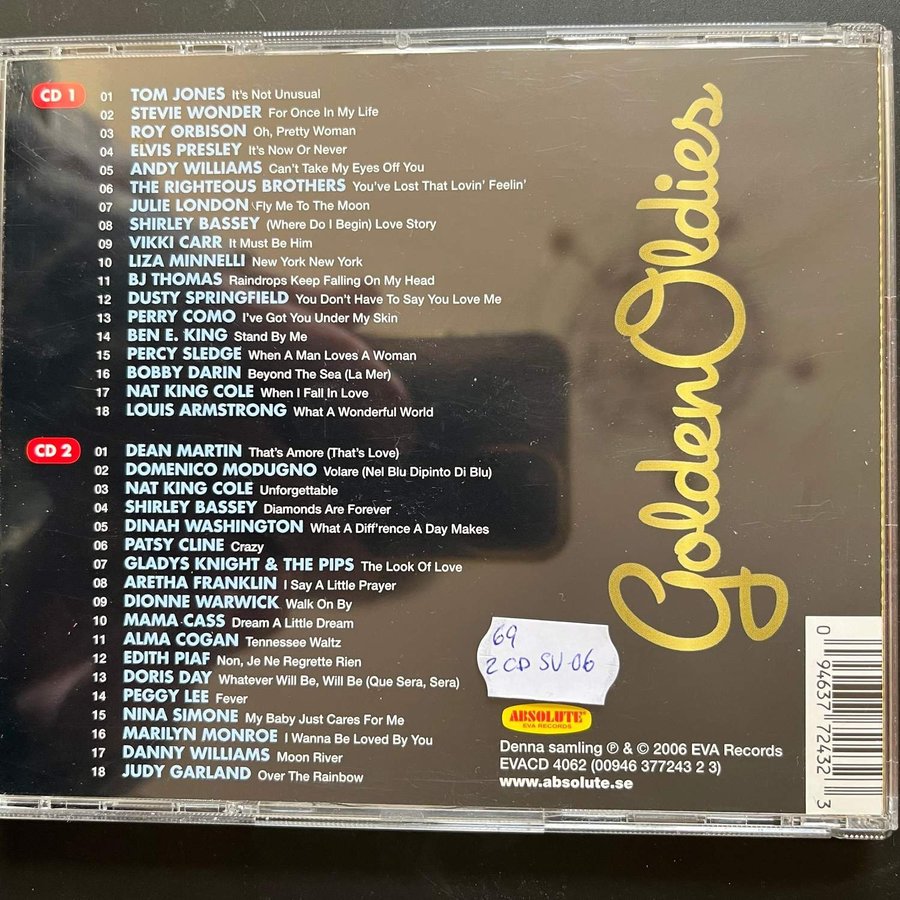 CD 1
01 TOM JONES It's Not Unusual
02 STEVIE WONDER For Once In My Life
03 ROY ORBISON Oh, Pretty Woman
04 ELVIS PRESLEY It's Now Or Never
05 ANDY WILLIAMS Can't Take My Eyes Off You
06 THE RIGHTEOUS BROTHERS You've Lost That Lovin' Feelin'
07 JULIE LONDON Fly Me To The Moon
08 SHIRLEY BASSEY (Where Do I Begin) Love Story
09 VIKKI CARR It Must Be Him
10 LIZA MINNELLI New York New York
11 BJ THOMAS Raindrops Keep Falling On My Head
12 DUSTY SPRINGFIELD You Don't Have To Say You Love Me
13 PERRY COMO I've Got You Under My Skin
14 BEN E. KING Stand By Me
15 PERCY SLEDGE When A Man Loves A Woman
16 BOBBY DARIN Beyond The Sea (La Mer)
17 NAT KING COLE When I Fall In Love
18 LOUIS ARMSTRONG What A Wonderful World
CD 2
01 DEAN MARTIN That's Amore (That's Love)
02 DOMENICO MODUGNO Volare (Nel Blu Dipinto Di Blu)
03 NAT KING COLE Unforgettable
04 SHIRLEY BASSEY Diamonds Are Forever
05 DINAH WASHINGTON What A Diff'rence A Day Makes
06 PATSY CLINE Crazy
07 GLADYS KNIGHT & THE PIPS The Look Of Love
08 ARETHA FRANKLIN I Say A Little Prayer
09 DIONNE WARWICK Walk On By
10 MAMA CASS Dream A Little Dream
11 ALMA COGAN Tennessee Waltz
12 EDITH PIAF Non, Je Ne Regrette Rien
13 DORIS DAY Whatever Will Be, Will Be (Que Sera, Sera)
14 PEGGY LEE Fever
15 NINA SIMONE My Baby Just Cares For Me
16 MARILYN MONROE I Wanna Be Loved By You
17 DANNY WILLIAMS Moon River
18 JUDY GARLAND Over The Rainbow
Golden Oldies
69
2 CD SV-06
ABSOLUTE®
EVA RECORDS
Denna samling ℗ & © 2006 EVA Records
EVACD 4062 (00946 377243 2 3)
www.absolute.se
0 94637 72432 3